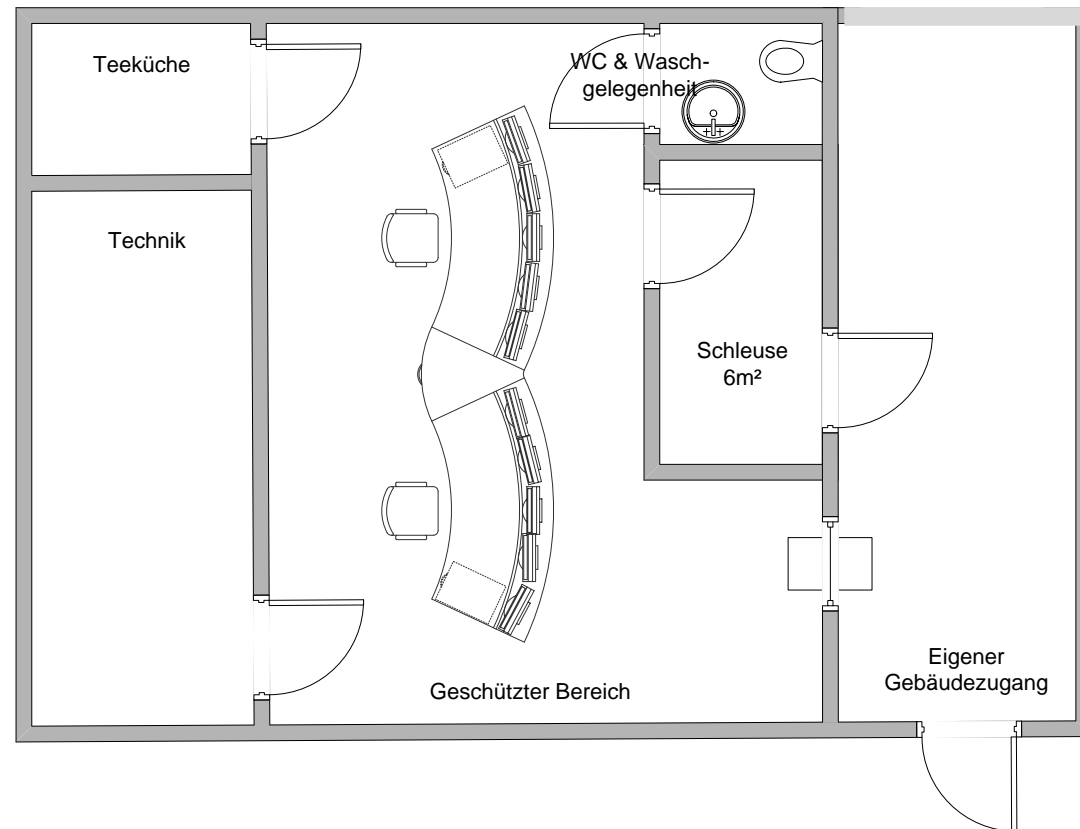 Teeküche
WC & Wasch-
gelegenheit
Technik
Schleuse
6m²
Eigener
Gebäudezugang
Geschützter Bereich